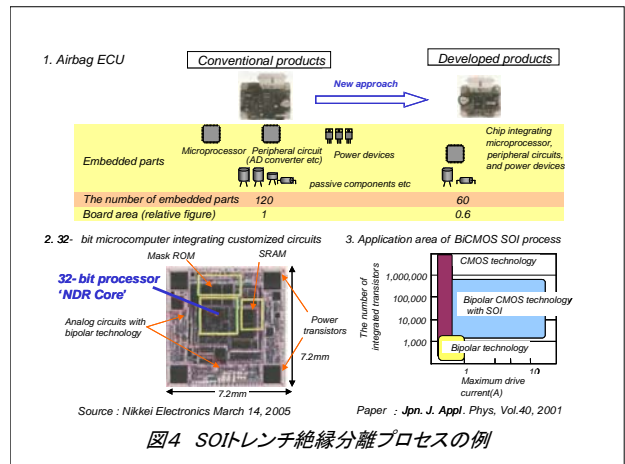 1. Airbag ECU
Conventional products
Developed products
New approach
Embedded parts
Microprocessor
Peripheral circuit
(AD converter etc)
Power devices
passive components etc
Chip integrating
microprocessor,
peripheral circuits,
and power devices
The number of embedded parts 120 60
Board area (relative figure) 1 0.6
2. 32- bit microcomputer integrating customized circuits
Mask ROM
SRAM
32- bit processor
'NDR Core'
Analog circuits with
bipolar technology
Power
transistors
7.2mm
7.2mm
Source : Nikkei Electronics March 14, 2005
3. Application area of BiCMOS SOI process
The number of
integrated transistors
1,000,000
100,000
10,000
1,000
CMOS technology
Bipolar CMOS technology
with SOI
Bipolar technology
1 10
Maximum drive
current(A)
Paper : Jpn. J. Appl. Phys, Vol.40, 2001
図4 SOIトレンチ絶縁分離プロセスの例